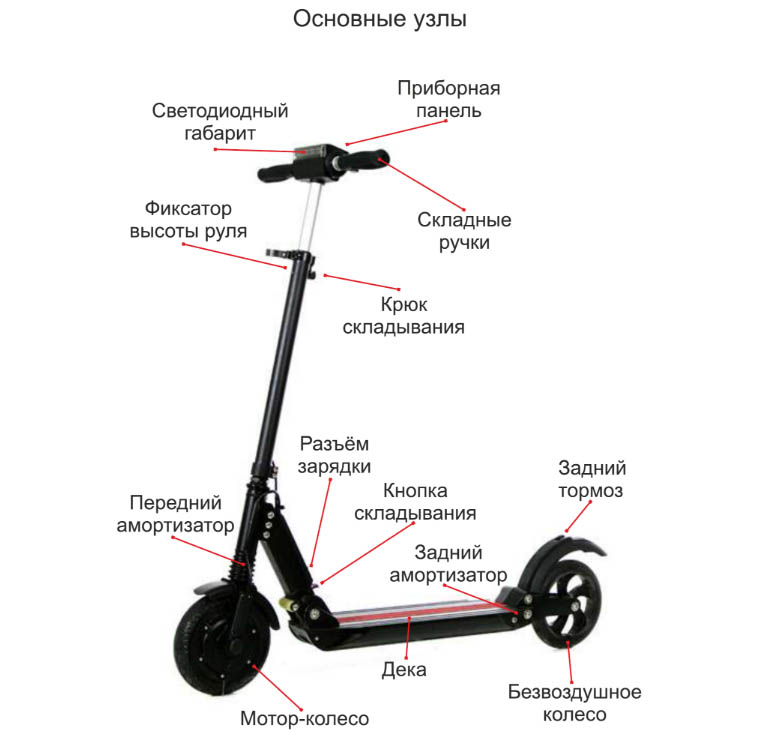 Основные узлы
Приборная
панель
Светодиодный
габарит
Фиксатор
высоты руля
Складные
ручки
Крюк
складывания
Разъём
зарядки
Задний
тормоз
Кнопка
складывания
Передний
амортизатор
Задний
амортизатор
Дека
Безвоздушное
колесо
Мотор-колесо